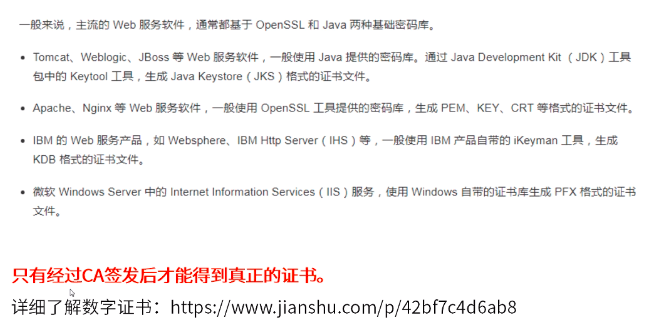 一般来说，主流的 Web 服务软件，通常都基于 OpenSSL 和 Java 两种基础密码库。
• Tomcat、Weblogic、JBoss 等 Web 服务软件，一般使用 Java 提供的密码库。通过 Java Development Kit （JDK）工具
包中的 Keytool 工具，生成 Java Keystore（JKS）格式的证书文件。
• Apache、Nginx 等 Web 服务软件，一般使用 OpenSSL 工具提供的密码库，生成 PEM、KEY、CRT 等格式的证书文件。
• IBM 的 Web 服务产品，如 Websphere、IBM Http Server（IHS）等，一般使用 IBM 产品自带的 iKeyman 工具，生成
KDB 格式的证书文件。
• 微软 Windows Server 中的 Internet Information Services（IIS）服务，使用 Windows 自带的证书库生成 PFX 格式的证书
文件。
只有经过CA签发后才能得到真正的证书。
详细了解数字证书：https://www.jianshu.com/p/42bf7c4d6ab8